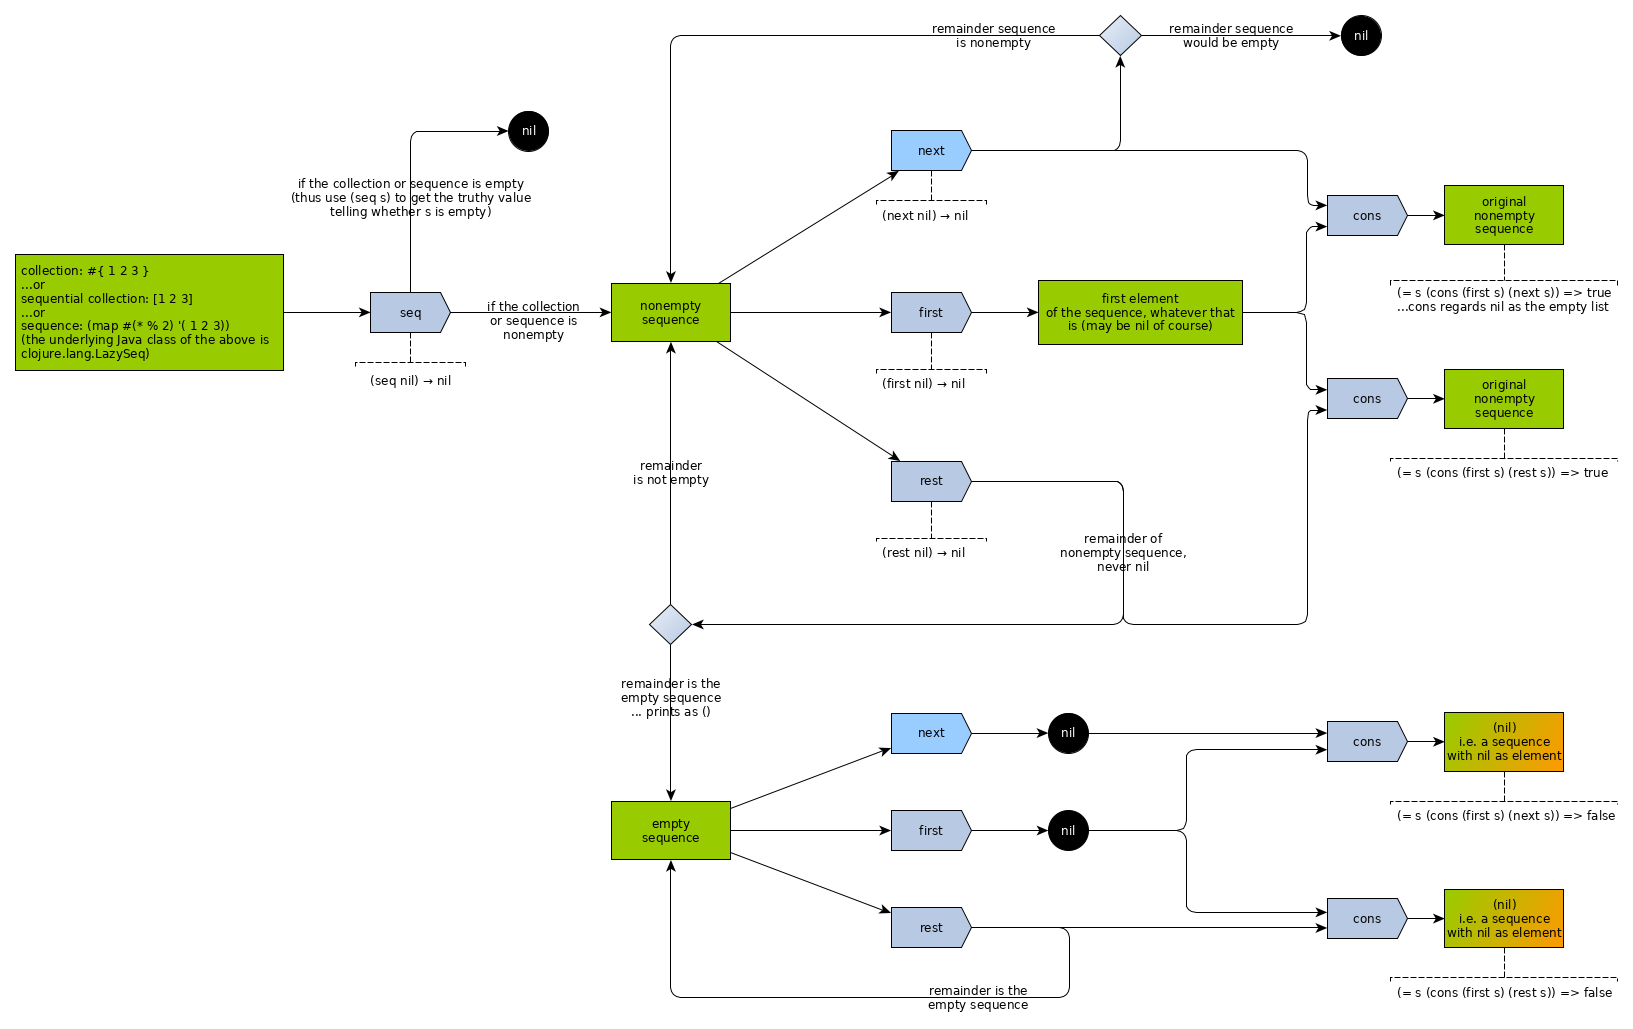 remainder sequence
is nonempty
remainder sequence
would be empty
nil
nil
if the collection or sequence is empty
(thus use (seq s) to get the truthy value
telling whether s is empty)
next
(next nil) → nil
cons
original
nonempty
sequence
(= s (cons (first s) (next s)) => true
...cons regards nil as the empty list
collection: #{ 1 2 3 }
...or
sequential collection: [1 2 3]
...or
sequence: (map #(* % 2) '( 1 2 3))
(the underlying Java class of the above is
clojure.lang.LazySeq)
seq
(seq nil) → nil
if the collection
or sequence is
nonempty
nonempty
sequence
first
(first nil) → nil
first element
of the sequence, whatever that
is (may be nil of course)
cons
original
nonempty
sequence
(= s (cons (first s) (rest s)) => true
remainder
is not empty
rest
(rest nil) → nil
remainder of
nonempty sequence,
never nil
remainder is the
empty sequence
... prints as ()
next
nil
cons
(nil)
i.e. a sequence
with nil as element
(= s (cons (first s) (next s)) => false
empty
sequence
first
nil
rest
cons
(nil)
i.e. a sequence
with nil as element
(= s (cons (first s) (rest s)) => false
remainder is the
empty sequence